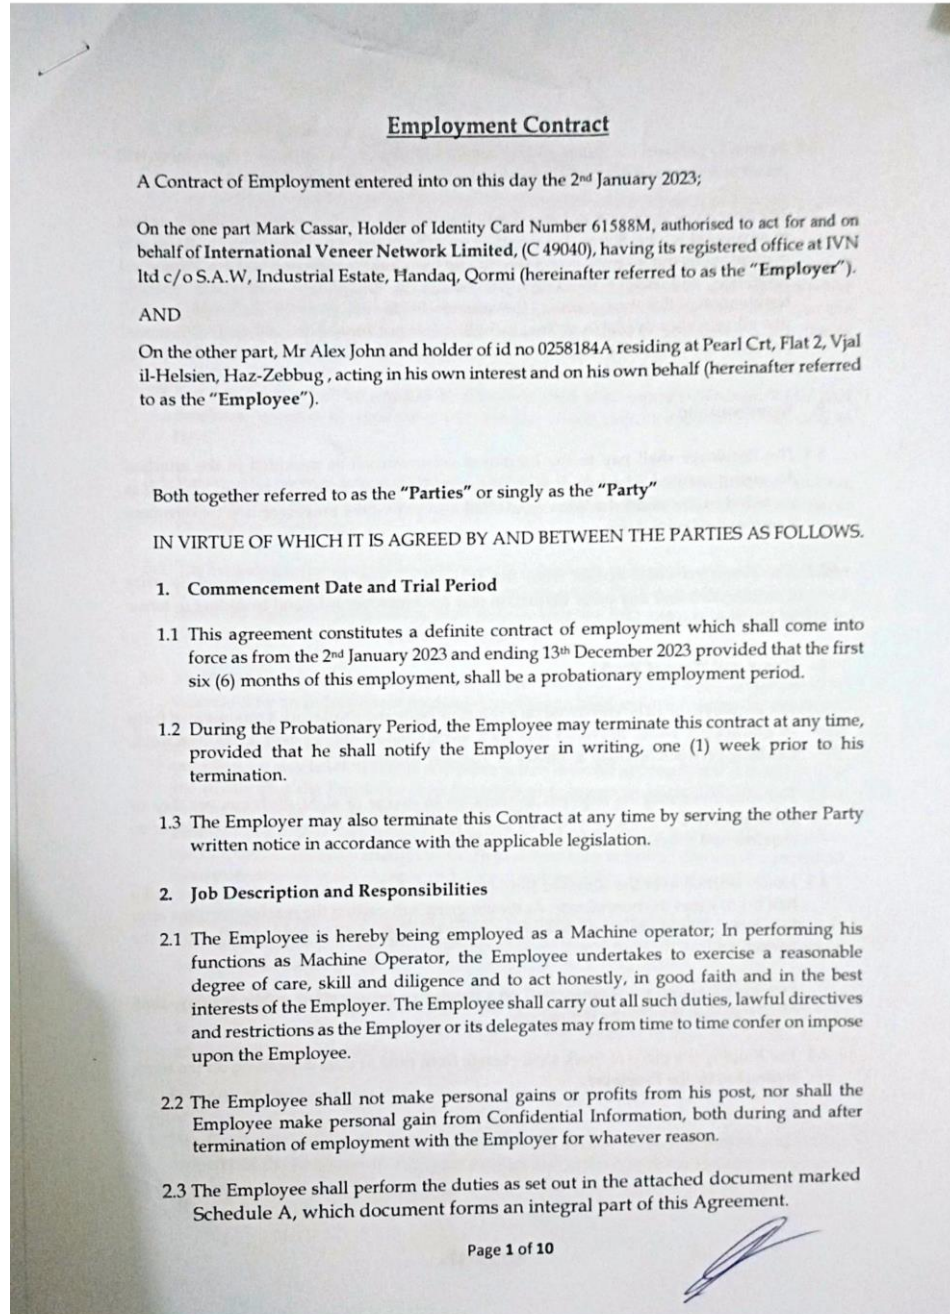 Employment Contract
A Contract of Employment entered into on this day the 2nd January 2023;
On the one part Mark Cassar, Holder of Identity Card Number 61588M, authorised to act for and on
behalf of International Veneer Network Limited, (C 49040), having its registered office at IVN
ltd c/o S.A.W, Industrial Estate, Handaq, Qormi (hereinafter referred to as the “Employer”).
AND
On the other part, Mr Alex John and holder of id no 0258184A residing at Pearl Crt, Flat 2, Vjal
il-Helsien, Haz-Zebbug , acting in his own interest and on his own behalf (hereinafter referred
to as the “Employee”).
Both together referred to as the “Parties” or singly as the “Party”
IN VIRTUE OF WHICH IT IS AGREED BY AND BETWEEN THE PARTIES AS FOLLOWS.
1. Commencement Date and Trial Period
1.1 This agreement constitutes a definite contract of employment which shall come into
force as from the 2nd January 2023 and ending 13th December 2023 provided that the first
six (6) months of this employment, shall be a probationary employment period.
1.2 During the Probationary Period, the Employee may terminate this contract at any time,
provided that he shall notify the Employer in writing, one (1) week prior to his
termination.
1.3 The Employer may also terminate this Contract at any time by serving the other Party
written notice in accordance with the applicable legislation.
2. Job Description and Responsibilities
2.1 The Employee is hereby being employed as a Machine operator; In performing his
functions as Machine Operator, the Employee undertakes to exercise a reasonable
degree of care, skill and diligence and to act honestly, in good faith and in the best
interests of the Employer. The Employee shall carry out all such duties, lawful directives
and restrictions as the Employer or its delegates may from time to time confer on impose
upon the Employee.
2.2 The Employee shall not make personal gains or profits from his post, nor shall the
Employee make personal gain from Confidential Information, both during and after
termination of employment with the Employer for whatever reason.
2.3 The Employee shall perform the duties as set out in the attached document marked
Schedule A, which document forms an integral part of this Agreement.
Page 1 of 10